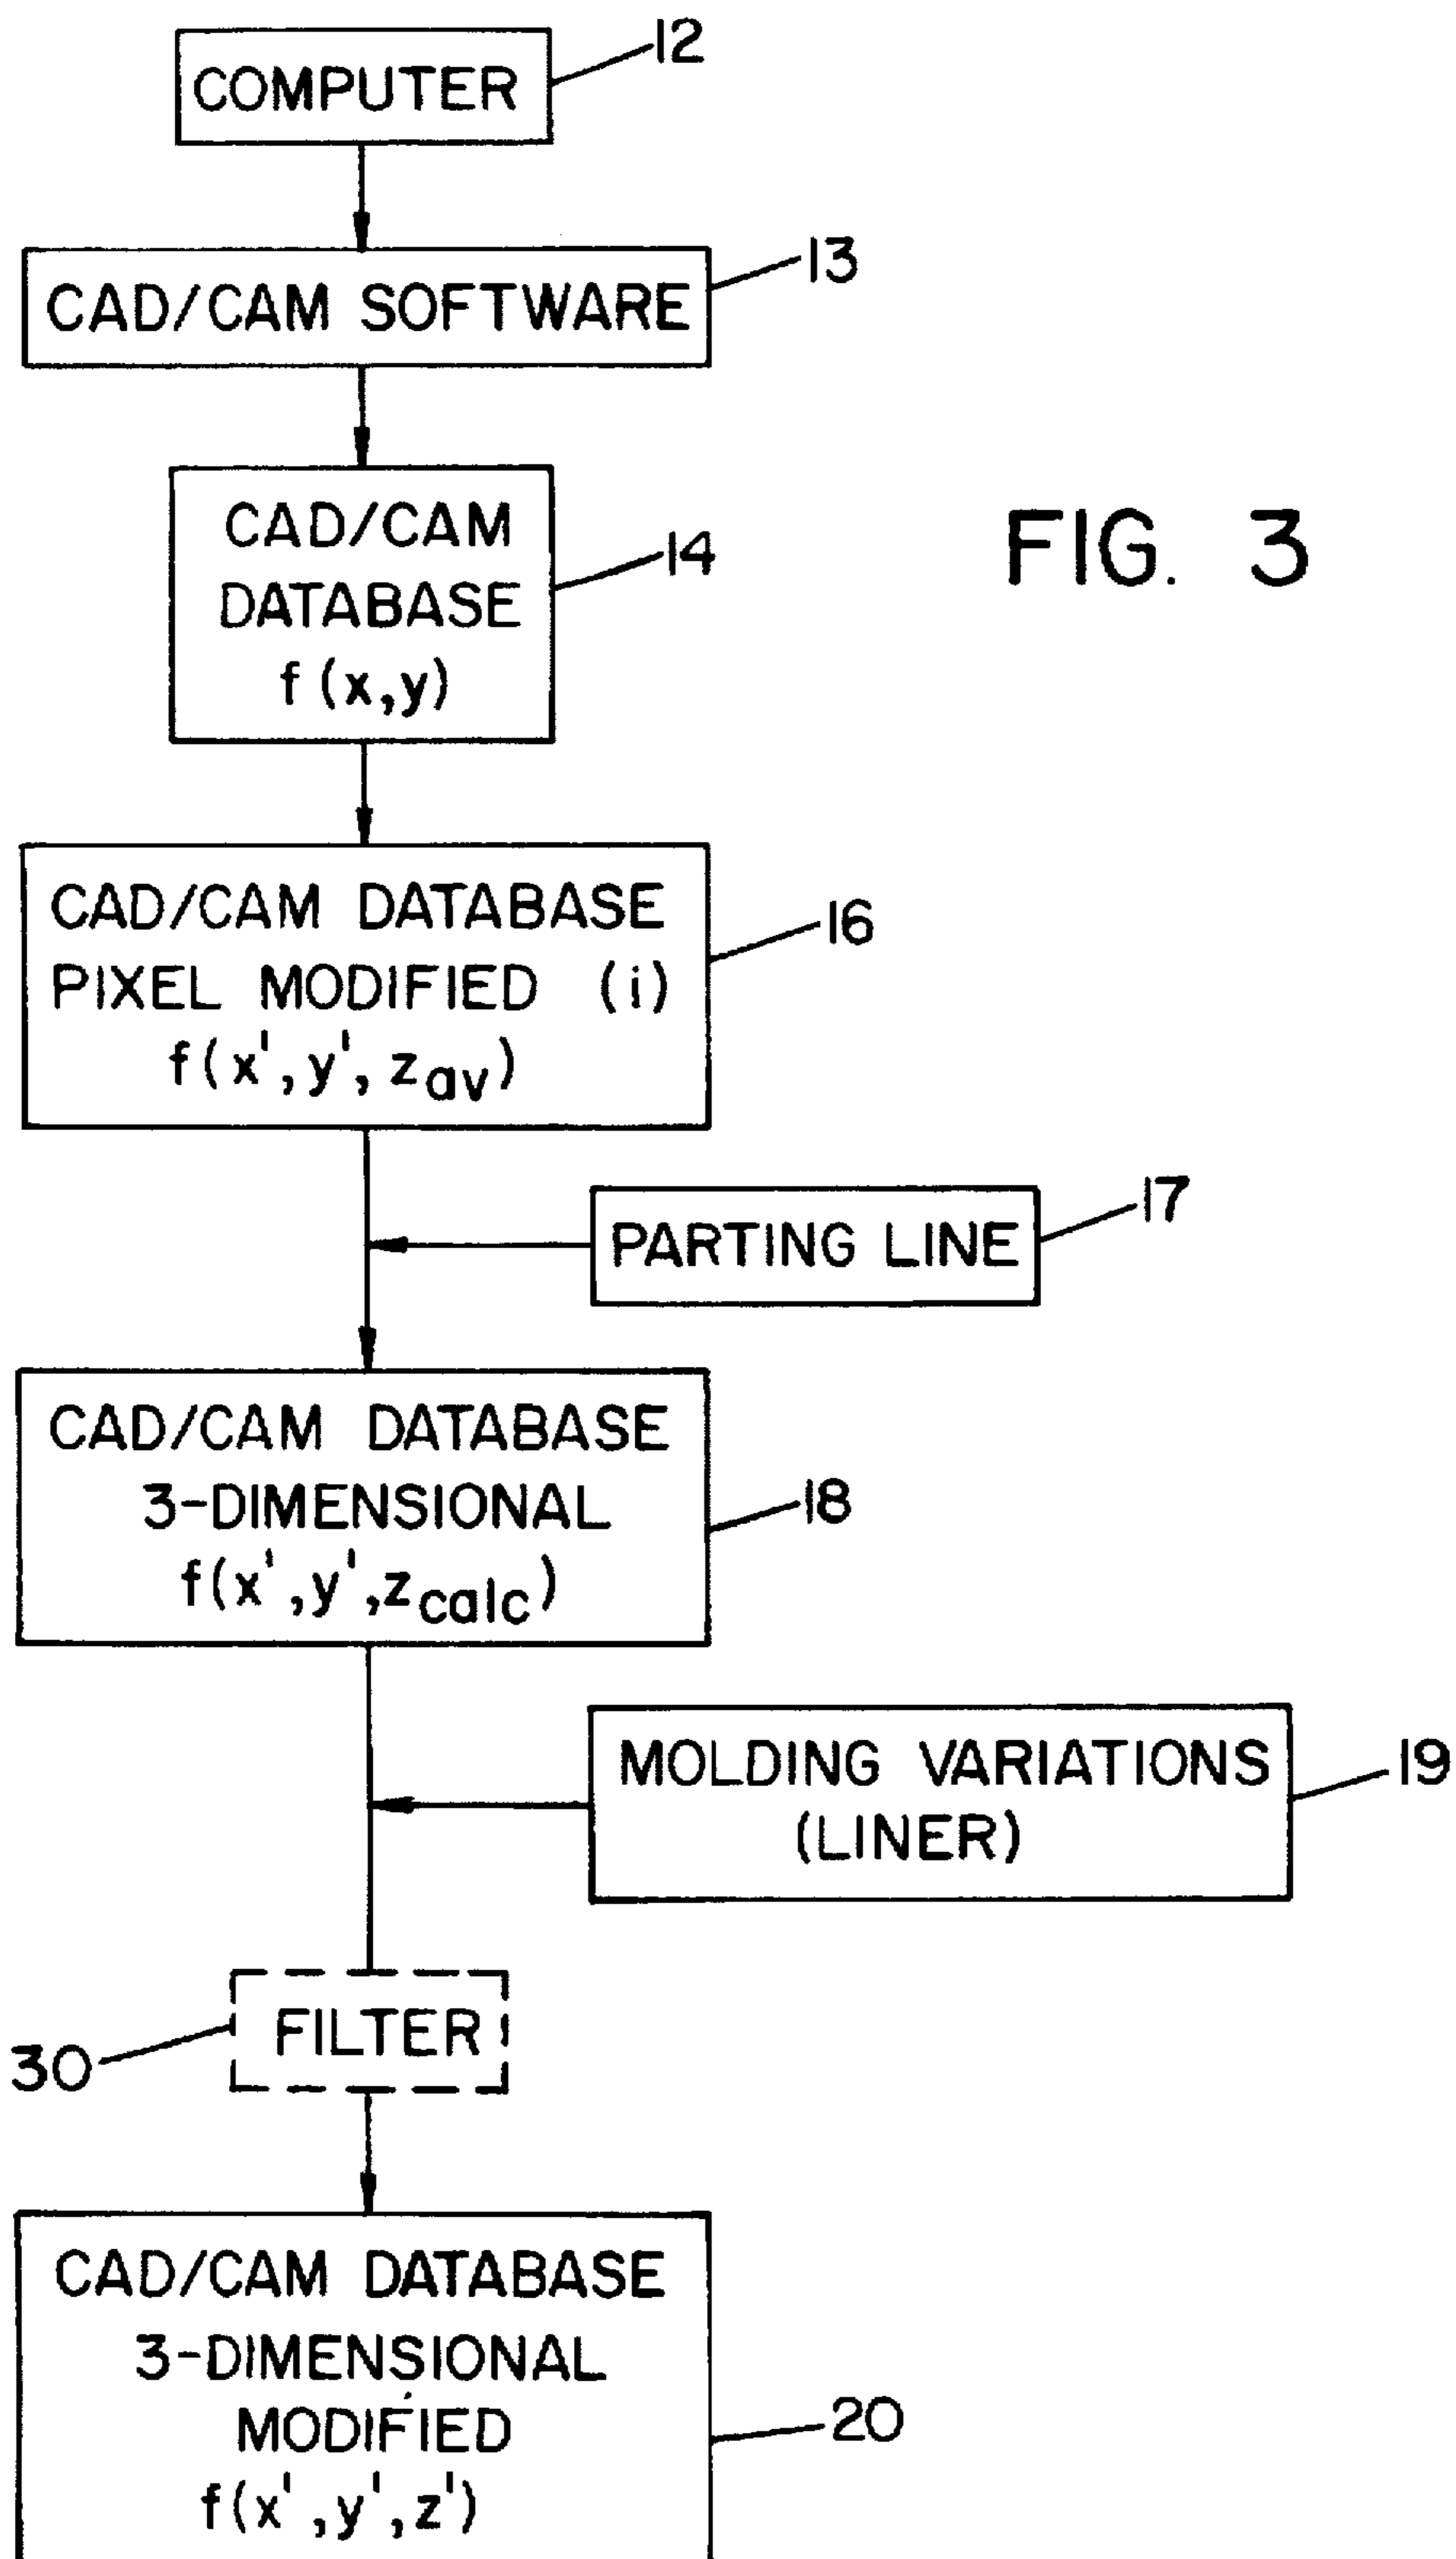 COMPUTER
12
CAD/CAM SOFTWARE
13
CAD/CAM
DATABASE
f(x,y)
14
FIG. 3
CAD/CAM DATABASE
PIXEL MODIFIED (i)
f(x', y', z_av)
16
PARTING LINE
17
CAD/CAM DATABASE
3-DIMENSIONAL
f(x',y',z_calc)
18
MOLDING VARIATIONS
(LINER)
19
FILTER
30
CAD/CAM DATABASE
3-DIMENSIONAL
MODIFIED
f(x',y',z')
20